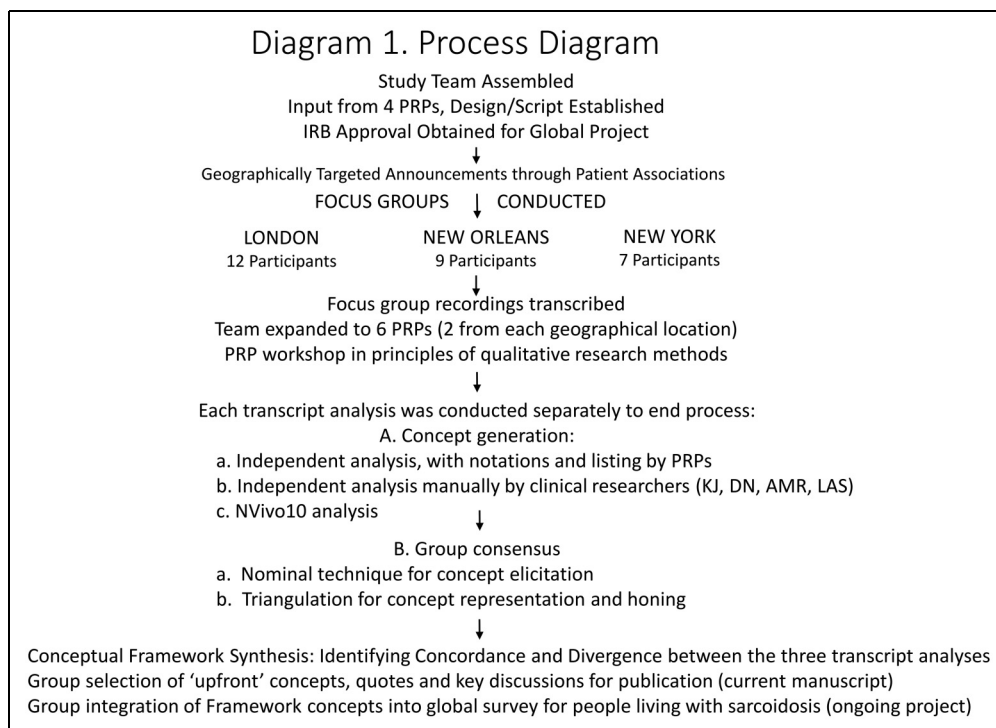 Diagram 1. Process Diagram
Study Team Assembled
Input from 4 PRPs, Design/Script Established
IRB Approval Obtained for Global Project
Geographically Targeted Announcements through Patient Associations
FOCUS GROUPS CONDUCTED
LONDON NEW ORLEANS NEW YORK
12 Participants 9 Participants 7 Participants
Focus group recordings transcribed
Team expanded to 6 PRPs (2 from each geographical location)
PRP workshop in principles of qualitative research methods
Each transcript analysis was conducted separately to end process:
A. Concept generation:
a. Independent analysis, with notations and listing by PRPs
b. Independent analysis manually by clinical researchers (KJ, DN, AMR, LAS)
c. NVivo10 analysis
B. Group consensus
a. Nominal technique for concept elicitation
b. Triangulation for concept representation and honing
Conceptual Framework Synthesis: Identifying Concordance and Divergence between the three transcript analyses
Group selection of ‘upfront’ concepts, quotes and key discussions for publication (current manuscript)
Group integration of Framework concepts into global survey for people living with sarcoidosis (ongoing project)